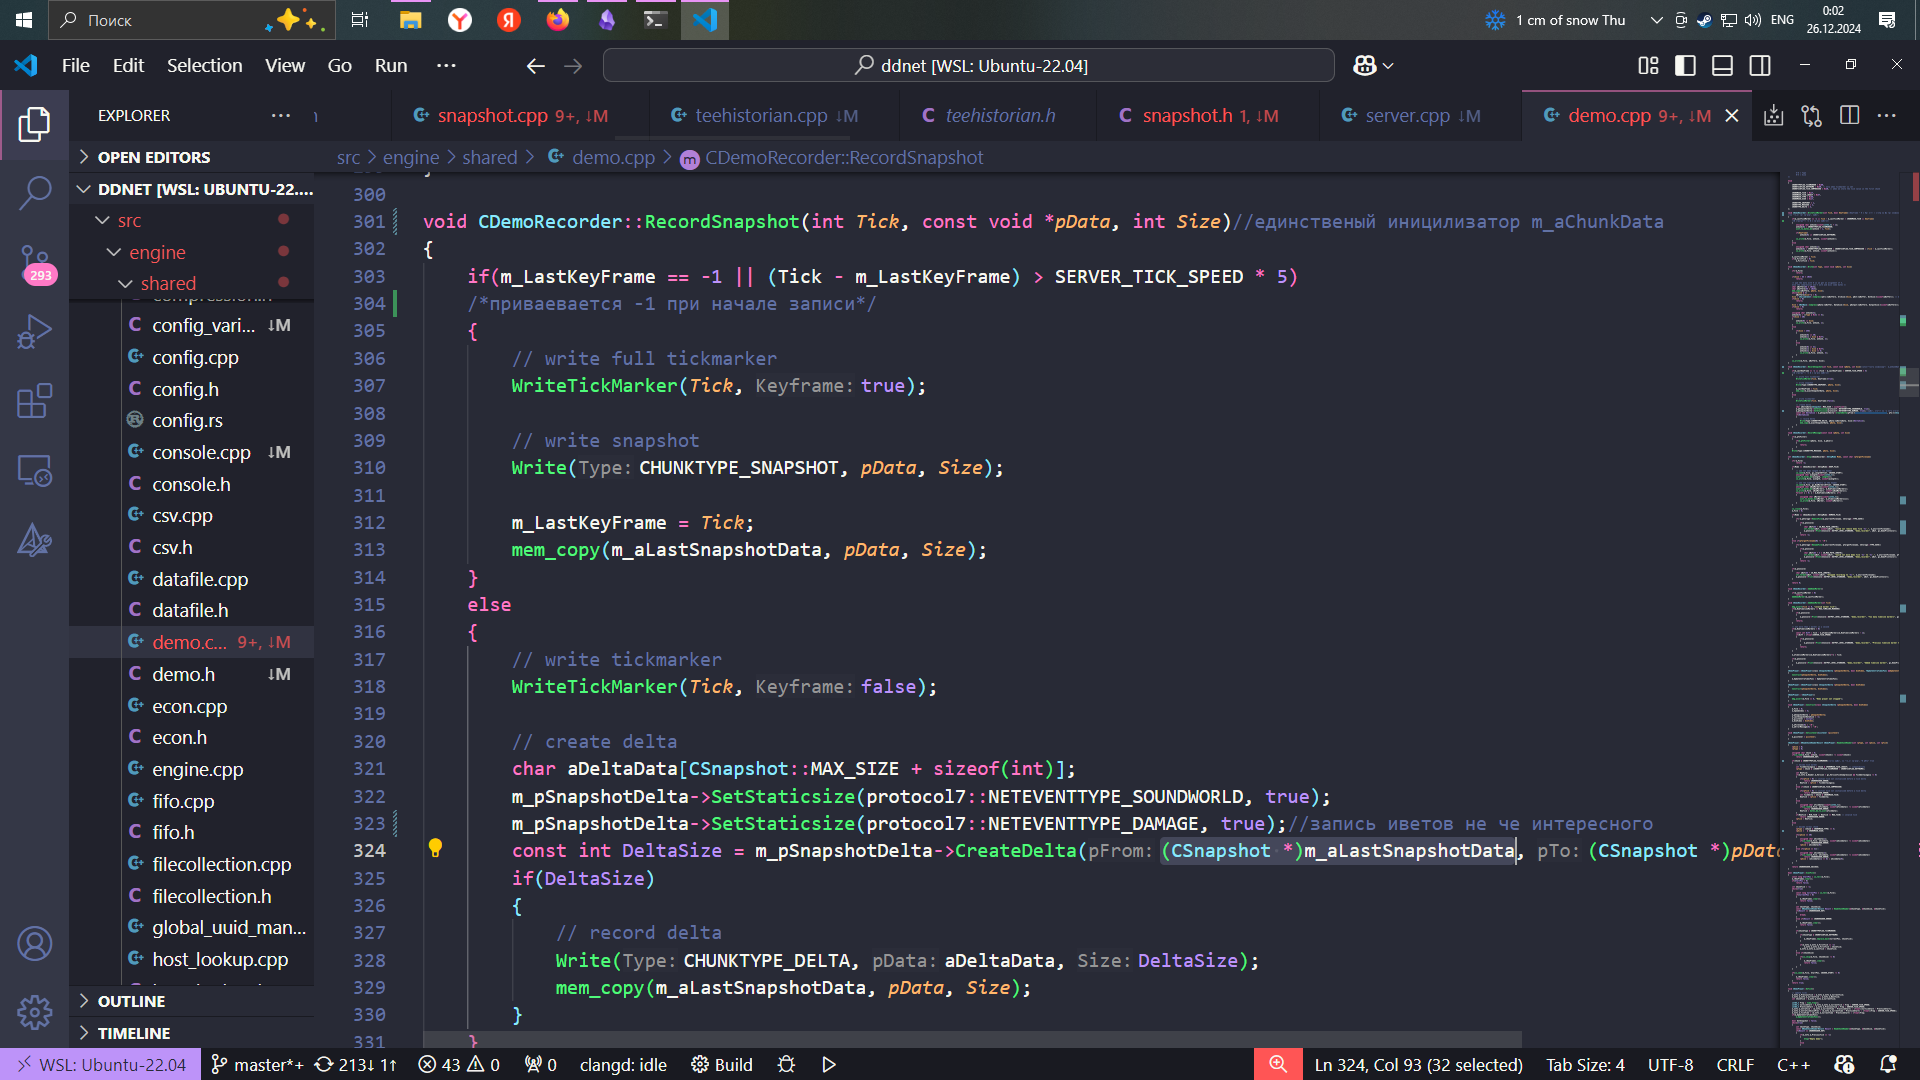 Поиск
1 cm of snow Thu
ENG
0:02
26.12.2024
File Edit Selection View Go Run ···
ddnet [WSL: Ubuntu-22.04]
EXPLORER ···
snapshot.cpp 9+, ↓M
teehistorian.cpp ↓M
teehistorian.h
snapshot.h 1, ↓M
server.cpp ↓M
demo.cpp 9+, ↓M
OPEN EDITORS
src > engine > shared > demo.cpp > CDemoRecorder::RecordSnapshot
DDNET [WSL: UBUNTU-22....
src
engine
shared
config_vari... ↓M
config.cpp
config.h
config.rs
console.cpp ↓M
console.h
csv.cpp
csv.h
datafile.cpp
datafile.h
demo.c... 9+, ↓M
demo.h ↓M
econ.cpp
econ.h
engine.cpp
fifo.cpp
fifo.h
filecollection.cpp
filecollection.h
global_uuid_man...
host_lookup.cpp
OUTLINE
TIMELINE
293
300
301 void CDemoRecorder::RecordSnapshot(int Tick, const void *pData, int Size)//единственый иницилизатор m_aChunkData
302 {
303 if(m_LastKeyFrame == -1 || (Tick - m_LastKeyFrame) > SERVER_TICK_SPEED * 5)
304 /*приваевается -1 при начале записи*/
305 {
306 // write full tickmarker
307 WriteTickMarker(Tick, Keyframe: true);
308
309 // write snapshot
310 Write(Type: CHUNKTYPE_SNAPSHOT, pData, Size);
311
312 m_LastKeyFrame = Tick;
313 mem_copy(m_aLastSnapshotData, pData, Size);
314 }
315 else
316 {
317 // write tickmarker
318 WriteTickMarker(Tick, Keyframe: false);
319
320 // create delta
321 char aDeltaData[CSnapshot::MAX_SIZE + sizeof(int)];
322 m_pSnapshotDelta->SetStaticsize(protocol7::NETEVENTTYPE_SOUNDWORLD, true);
323 m_pSnapshotDelta->SetStaticsize(protocol7::NETEVENTTYPE_DAMAGE, true);//запись иветов не че интересного
324 const int DeltaSize = m_pSnapshotDelta->CreateDelta(pFrom: (CSnapshot *)m_aLastSnapshotData, pTo: (CSnapshot *)pData
325 if(DeltaSize)
326 {
327 // record delta
328 Write(Type: CHUNKTYPE_DELTA, pData: aDeltaData, Size: DeltaSize);
329 mem_copy(m_aLastSnapshotData, pData, Size);
330 }
331 }
WSL: Ubuntu-22.04 master*+ 213↓ 1↑ 43 0 0 clangd: idle Build Ln 324, Col 93 (32 selected) Tab Size: 4 UTF-8 CRLF C++